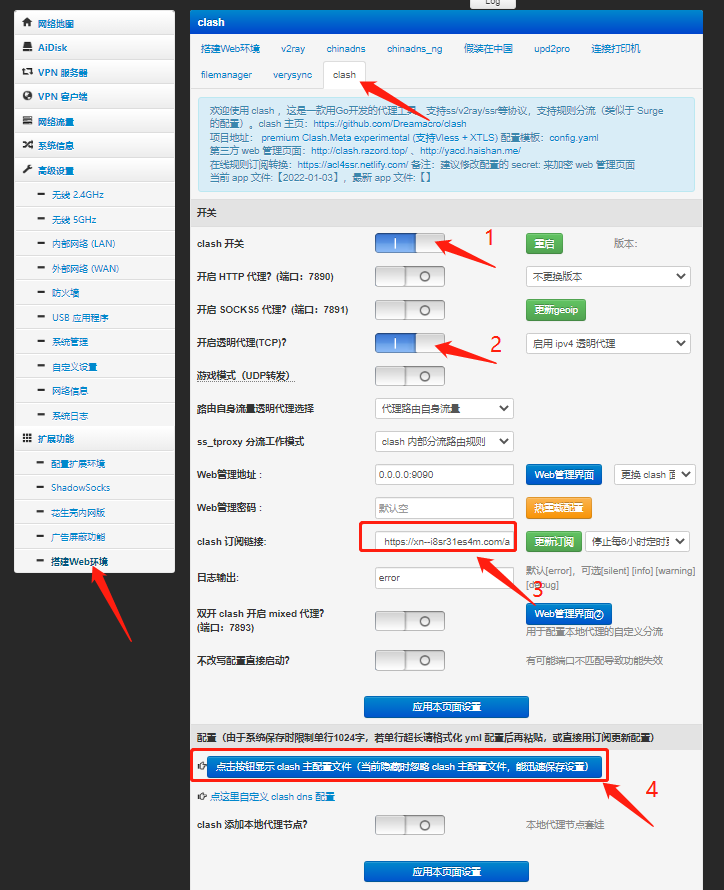 Log
网络地图
AiDisk
VPN 服务器
VPN 客户端
网络流量
系统信息
高级设置
无线 2.4GHz
无线 5GHz
内部网络 (LAN)
外部网络 (WAN)
防火墙
USB 应用程序
系统管理
自定义设置
网络信息
系统日志
扩展功能
配置扩展环境
ShadowSocks
花生壳内网版
广告屏蔽功能
搭建Web环境
clash
搭建Web环境 v2ray chinadns chinadns_ng 假装在中国 upd2pro 连接打印机
filemanager verysync clash
欢迎使用 clash ，这是一款用Go开发的代理工具，支持ss/v2ray/ssr等协议，支持规则分流（类似于 Surge
的配置）。clash 主页：https://github.com/Dreamacro/clash
项目地址： premium Clash.Meta experimental (支持Vless + XTLS) 配置模板：config.yaml
第三方 web 管理页面：http://clash.razord.top/ 、http://yacd.haishan.me/
在线规则订阅转换：https://acl4ssr.netlify.com/ 备注：建议修改配置的 secret: 来加密 web 管理页面
当前 app 文件:【2022-01-03】, 最新 app 文件:【】
开关
clash 开关 1 重启 版本：
开启 HTTP 代理？(端口：7890) 不更换版本
开启 SOCKS5 代理？(端口：7891) 更新geoip
开启透明代理(TCP)? 2 启用 ipv4 透明代理
游戏模式（UDP转发）
路由自身流量透明代理选择 代理路由自身流量
ss_tproxy 分流工作模式 clash 内部分流路由规则
Web管理地址： 0.0.0.0:9090 Web管理界面 更换 clash 面
Web管理密码： 默认空 热重载配置
clash 订阅链接: https://xn--i8sr31es4m.com/a 更新订阅 停止每6小时定时更
日志输出: error 3 默认[error]，可选[silent] [info] [warning]
[debug]
双开 clash 开启 mixed 代理?
(端口：7893) Web管理界面②
用于配置本地代理的自定义分流
不改写配置直接启动？ 有可能端口不匹配导致功能失效
应用本页面设置
配置（由于系统保存时限制单行1024字，若单行超长请格式化 yml 配置后再粘贴，或直接用订阅更新配置）
点击按钮显示 clash 主配置文件（当前隐藏时忽略 clash 主配置文件，能迅速保存设置） 4
点这里自定义 clash dns 配置
clash 添加本地代理节点? 本地代理节点套娃
应用本页面设置